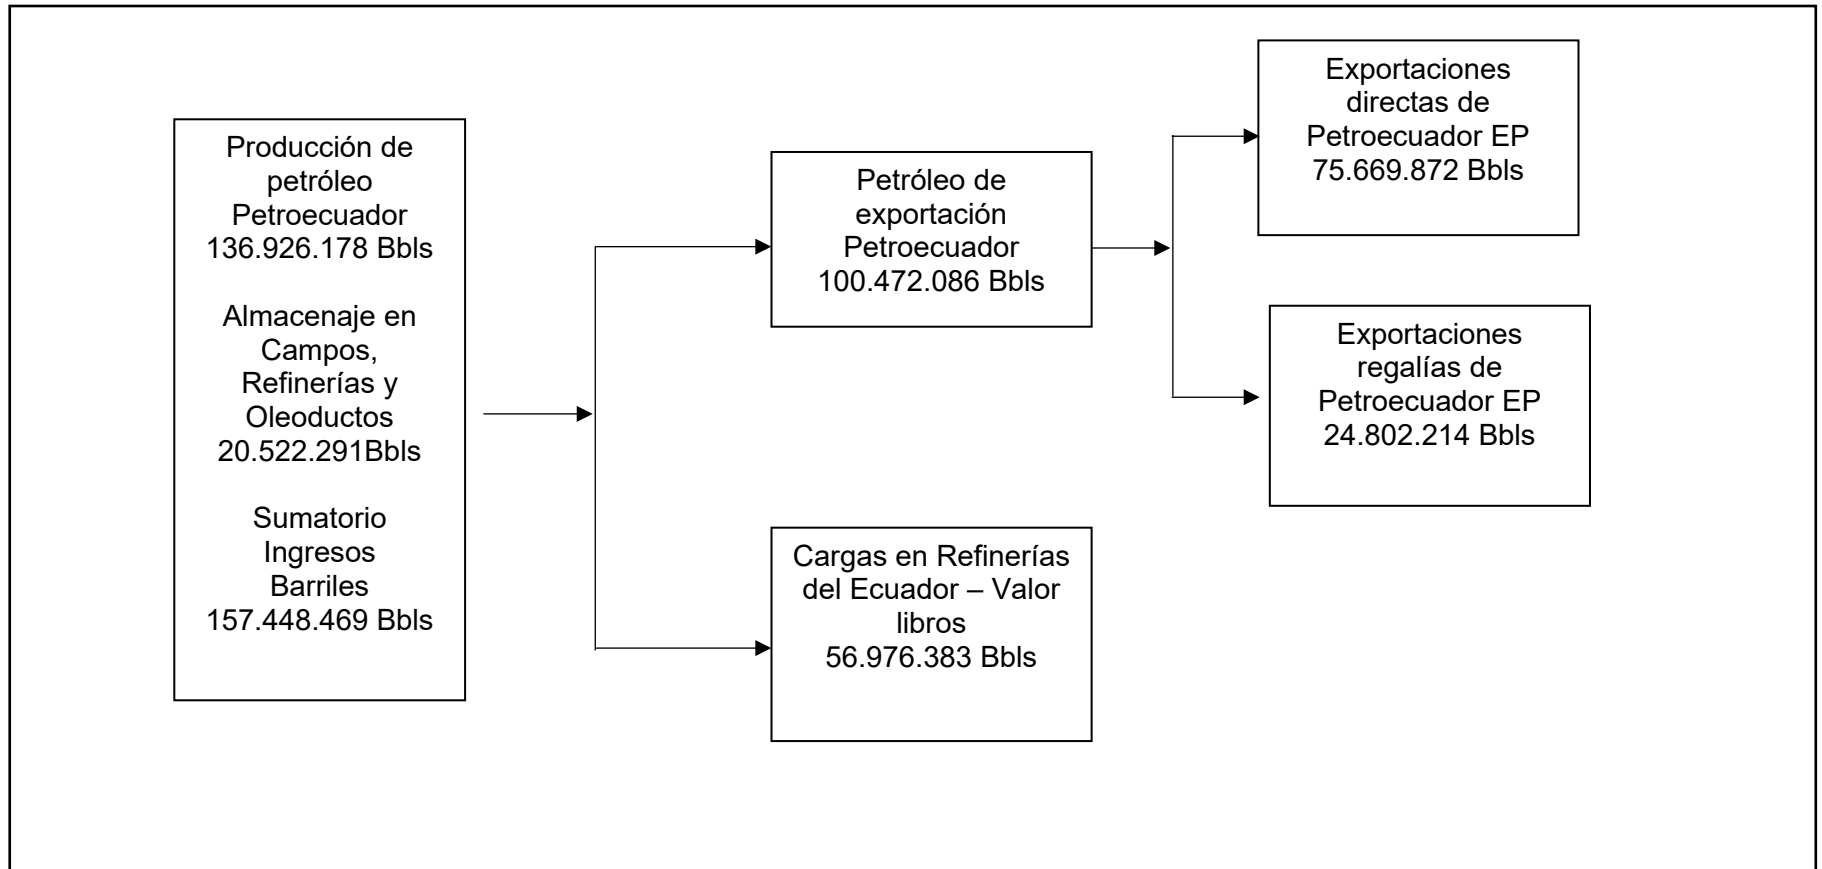 Producción de
petróleo
Petroecuador
136.926.178 Bbls
Almacenaje en
Campos,
Refinerías y
Oleoductos
20.522.291Bbls
Sumatorio
Ingresos
Barriles
157.448.469 Bbls
Petróleo de
exportación
Petroecuador
100.472.086 Bbls
Cargas en Refinerías
del Ecuador – Valor
libros
56.976.383 Bbls
Exportaciones
directas de
Petroecuador EP
75.669.872 Bbls
Exportaciones
regalías de
Petroecuador EP
24.802.214 Bbls